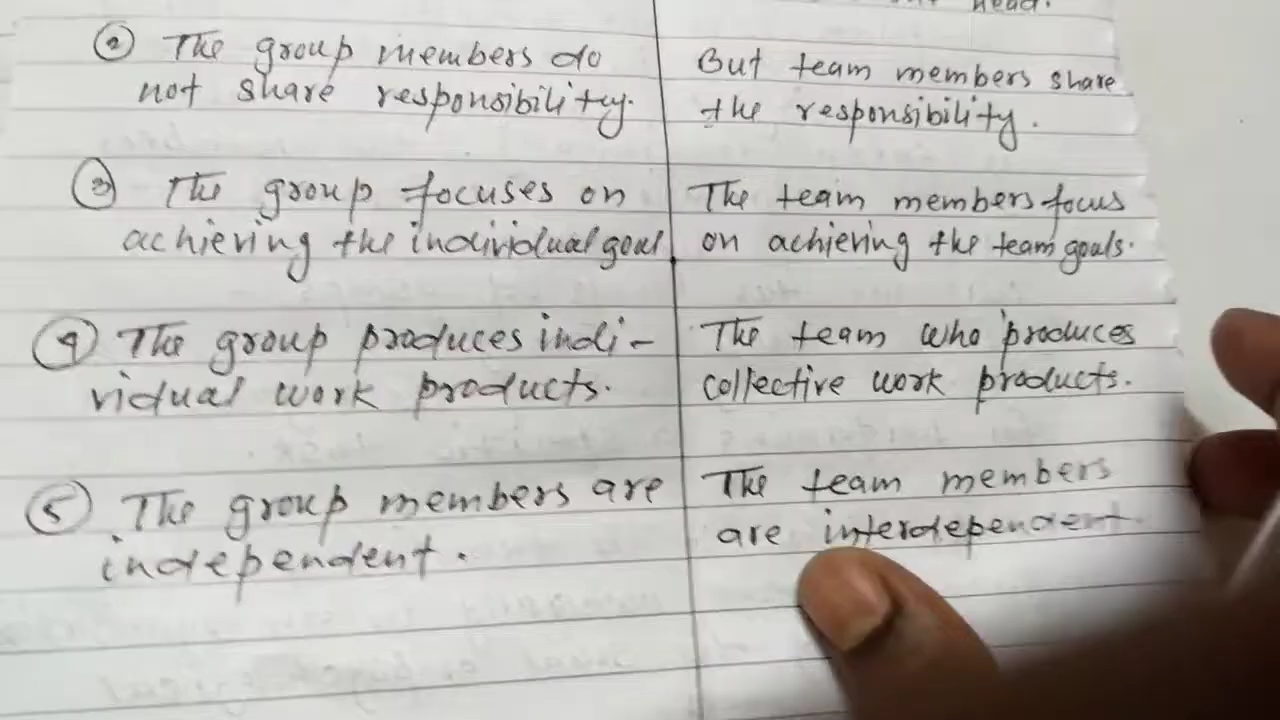 head.
② The group members do
not share responsibility.
But team members share
the responsibility.
③ The group focuses on
achieving the individual goal
The team members focus
on achieving the team goals.
④ The group produces indi-
vidual work products.
The team who produces
collective work products.
⑤ The group members are
independent.
The team members
are interdependent